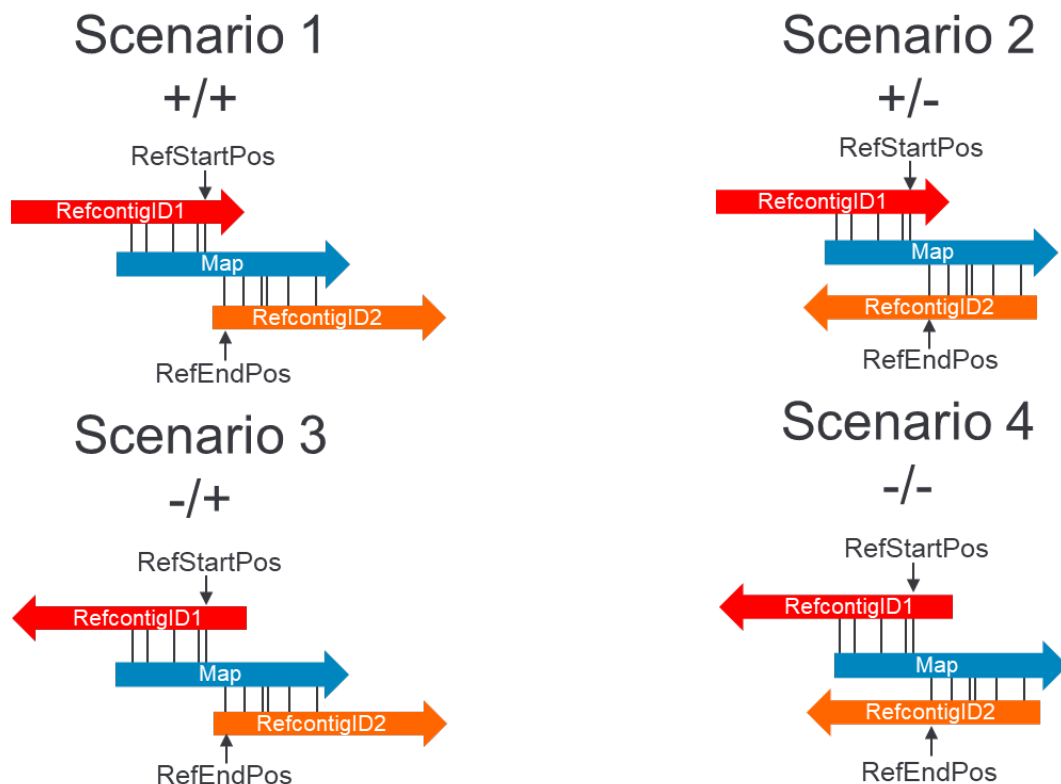 Scenario 1
+/+
RefStartPos
RefcontigID1
Map
RefcontigID2
RefEndPos
Scenario 2
+/-
RefStartPos
RefcontigID1
Map
RefcontigID2
RefEndPos
Scenario 3
-/+
RefStartPos
RefcontigID1
Map
RefcontigID2
RefEndPos
Scenario 4
-/-
RefStartPos
RefcontigID1
Map
RefcontigID2
RefEndPos